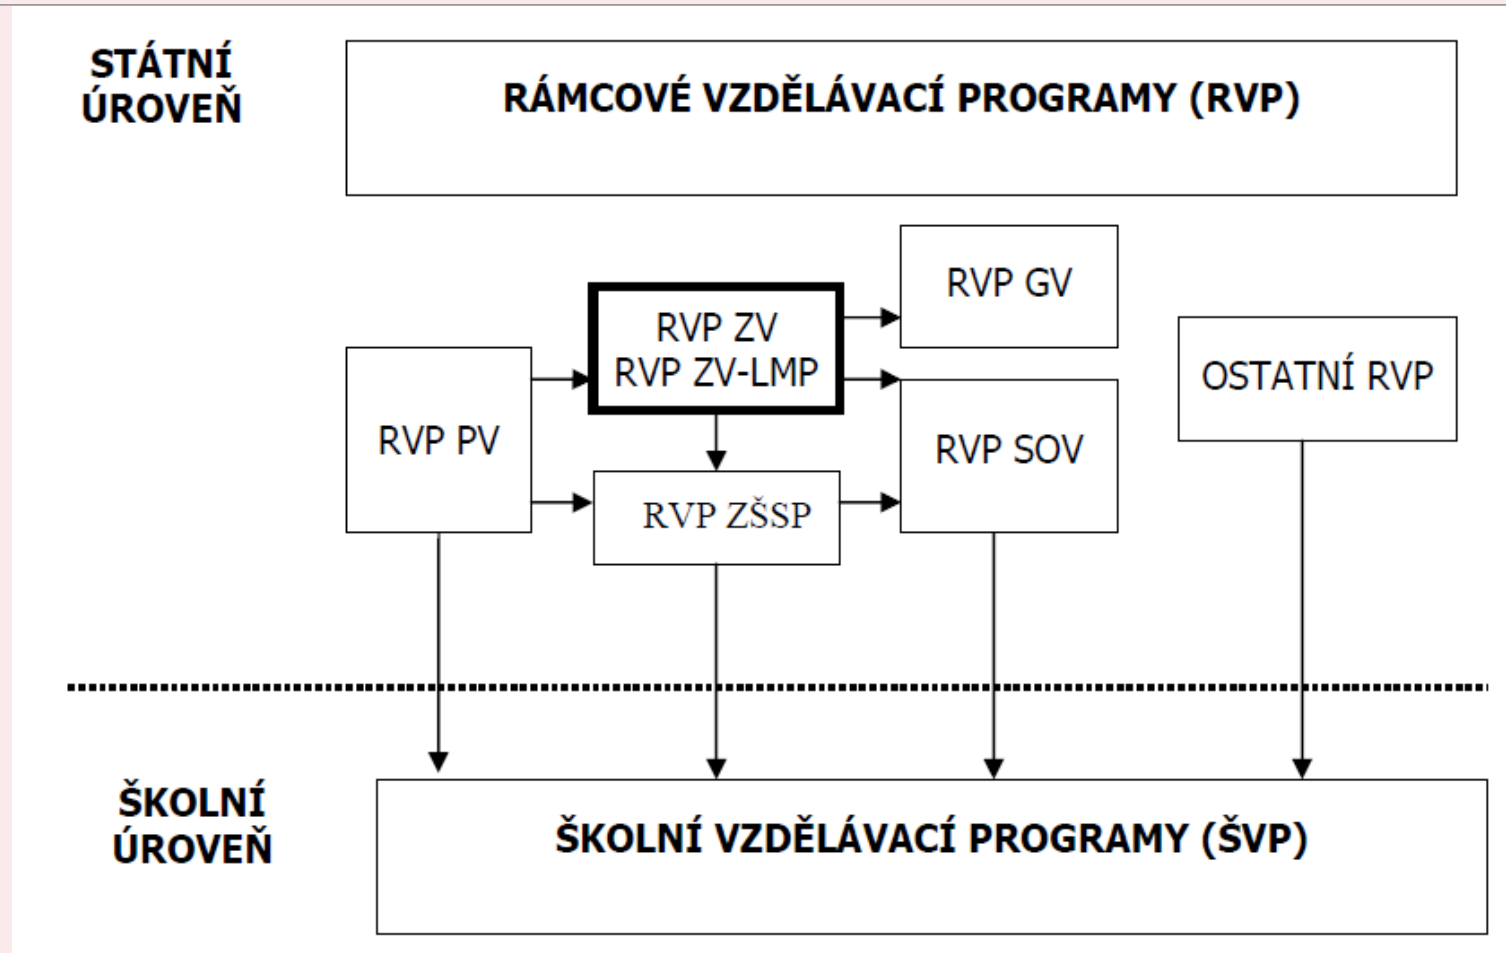 STÁTNÍ
ÚROVEŇ
RÁMCOVÉ VZDĚLÁVACÍ PROGRAMY (RVP)
RVP GV
RVP ZV
RVP ZV-LMP
OSTATNÍ RVP
RVP PV
RVP SOV
RVP ZŠSP
ŠKOLNÍ
ÚROVEŇ
ŠKOLNÍ VZDĚLÁVACÍ PROGRAMY (ŠVP)